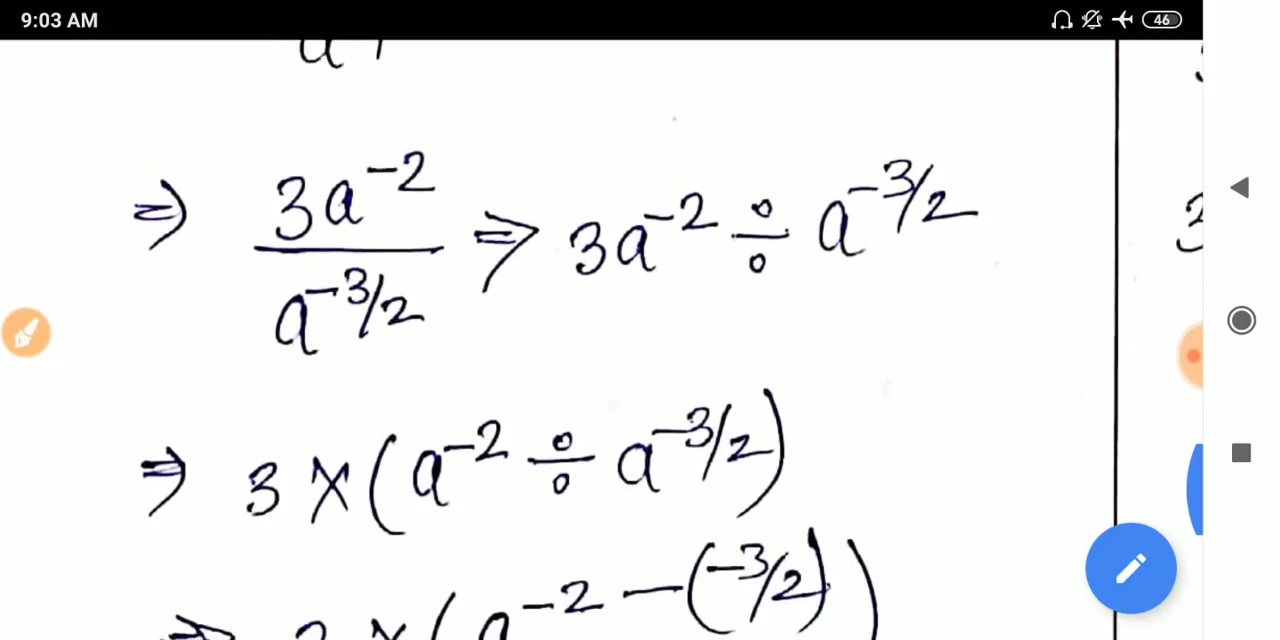 9:03 AM 46
⇒ 3a^-2 / a^-3/2 ⇒ 3a^-2 ÷ a^-3/2
⇒ 3 × (a^-2 ÷ a^-3/2)
⇒ 3 × (a^-2 - (-3/2))